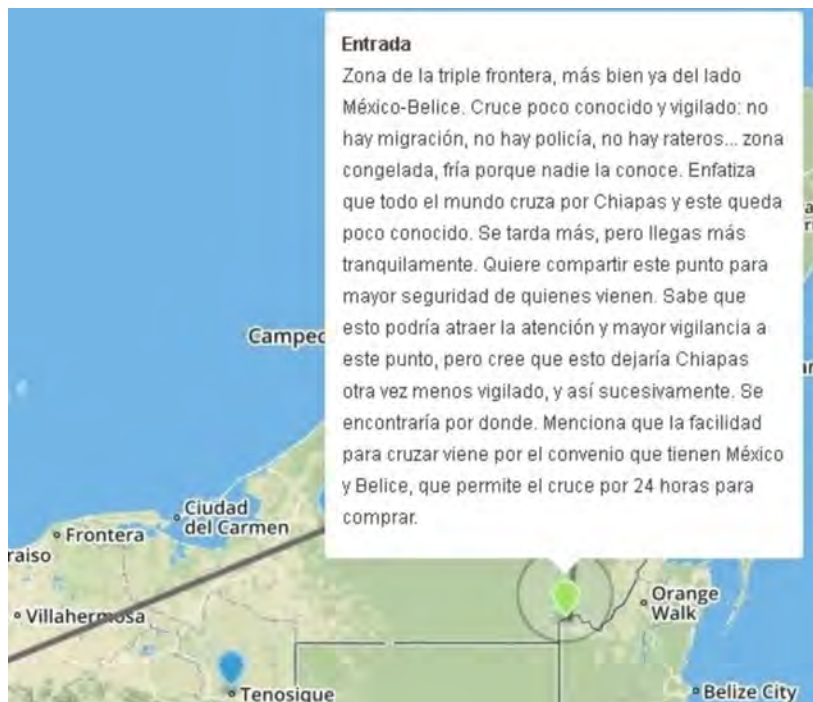 Entrada
Zona de la triple frontera, más bien ya del lado
México-Belice. Cruce poco conocido y vigilado: no
hay migración, no hay policía, no hay rateros... zona
congelada, fría porque nadie la conoce. Enfatiza
que todo el mundo cruza por Chiapas y este queda
poco conocido. Se tarda más, pero llegas más
tranquilamente. Quiere compartir este punto para
mayor seguridad de quienes vienen. Sabe que
esto podría atraer la atención y mayor vigilancia a
este punto, pero cree que esto dejaría Chiapas
otra vez menos vigilado, y así sucesivamente. Se
encontraría por donde. Menciona que la facilidad
para cruzar viene por el convenio que tienen México
y Belice, que permite el cruce por 24 horas para
comprar.
Campec
Ciudad
del Carmen
Frontera
raiso
Villahermosa
Orange
Walk
Tenosique
Belize City